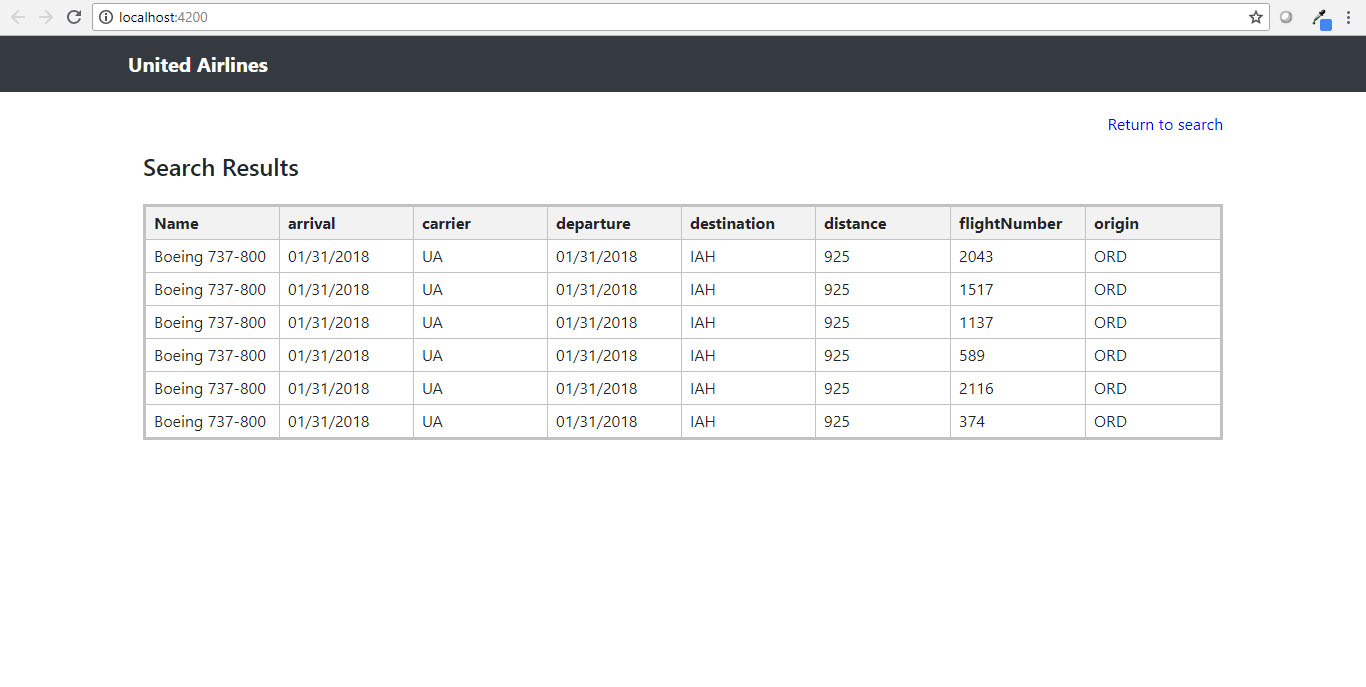 localhost:4200
United Airlines
Return to search
Search Results
Name arrival carrier departure destination distance flightNumber origin
Boeing 737-800 01/31/2018 UA 01/31/2018 IAH 925 2043 ORD
Boeing 737-800 01/31/2018 UA 01/31/2018 IAH 925 1517 ORD
Boeing 737-800 01/31/2018 UA 01/31/2018 IAH 925 1137 ORD
Boeing 737-800 01/31/2018 UA 01/31/2018 IAH 925 589 ORD
Boeing 737-800 01/31/2018 UA 01/31/2018 IAH 925 2116 ORD
Boeing 737-800 01/31/2018 UA 01/31/2018 IAH 925 374 ORD